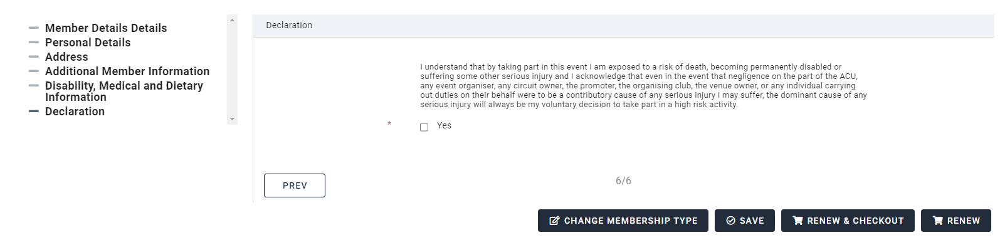 Member Details Details
Personal Details
Address
Additional Member Information
Disability, Medical and Dietary
Information
Declaration
Declaration
I understand that by taking part in this event I am exposed to a risk of death, becoming permanently disabled or
suffering some other serious injury and I acknowledge that even in the event that negligence on the part of the ACU,
any event organiser, any circuit owner, the promoter, the organising club, the venue owner, or any individual carrying
out duties on their behalf were to be a contributory cause of any serious injury I may suffer, the dominant cause of any
serious injury will always be my voluntary decision to take part in a high risk activity.
* Yes
PREV
6/6
CHANGE MEMBERSHIP TYPE SAVE RENEW & CHECKOUT RENEW